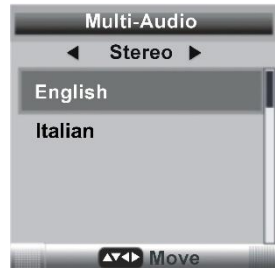 Multi-Audio
◀ Stereo ▶
English
Italian
▲▼◀▶ Move